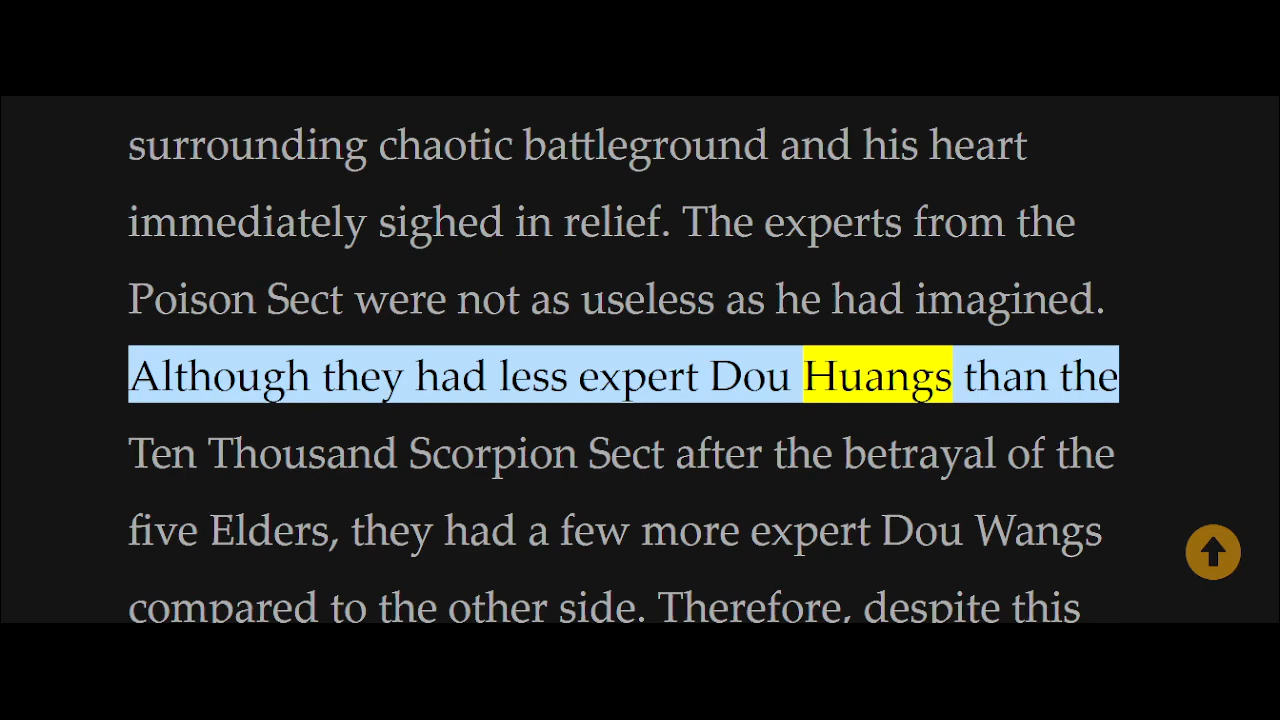 surrounding chaotic battleground and his heart
immediately sighed in relief. The experts from the
Poison Sect were not as useless as he had imagined.
Although they had less expert Dou Huangs than the
Ten Thousand Scorpion Sect after the betrayal of the
five Elders, they had a few more expert Dou Wangs
compared to the other side. Therefore, despite this